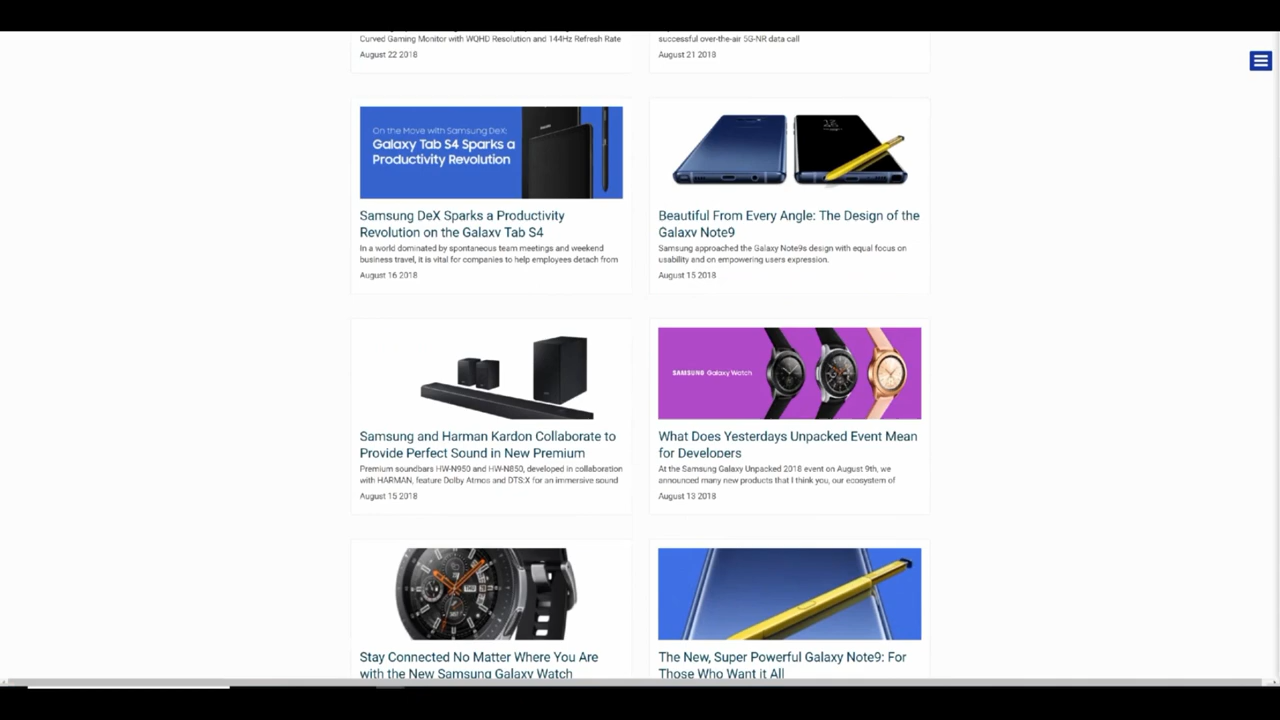 Curved Gaming Monitor with WQHD Resolution and 144Hz Refresh Rate
August 22 2018
successful over-the-air 5G-NR data call
August 21 2018
On the Move with Samsung DeX:
Galaxy Tab S4 Sparks a
Productivity Revolution
Samsung DeX Sparks a Productivity
Revolution on the Galaxy Tab S4
In a world dominated by spontaneous team meetings and weekend
business travel, it is vital for companies to help employees detach from
August 16 2018
Beautiful From Every Angle: The Design of the
Galaxy Note9
Samsung approached the Galaxy Note9s design with equal focus on
usability and on empowering users expression.
August 15 2018
Samsung and Harman Kardon Collaborate to
Provide Perfect Sound in New Premium
Premium soundbars HW-N950 and HW-N850, developed in collaboration
with HARMAN, feature Dolby Atmos and DTS:X for an immersive sound
August 15 2018
SAMSUNG Galaxy Watch
What Does Yesterdays Unpacked Event Mean
for Developers
At the Samsung Galaxy Unpacked 2018 event on August 9th, we
announced many new products that I think you, our ecosystem of
August 13 2018
Stay Connected No Matter Where You Are
with the New Samsung Galaxy Watch
The New, Super Powerful Galaxy Note9: For
Those Who Want it All